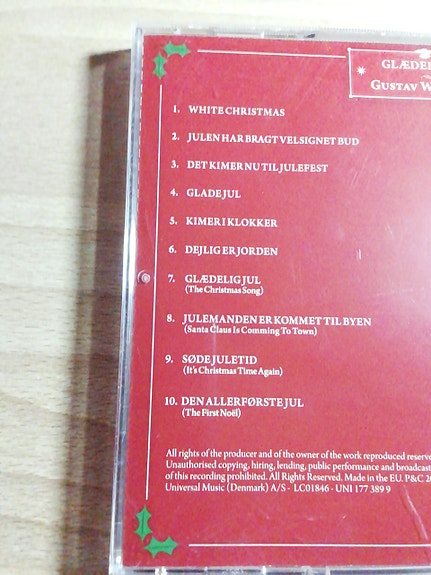 GLÆDEL
GUSTAV W
1. WHITE CHRISTMAS
2. JULEN HAR BRAGT VELSIGNET BUD
3. DET KIMER NU TIL JULEFEST
4. GLADE JUL
5. KIMER I KLOKKER
6. DEJLIG ER JORDEN
7. GLÆDELIG JUL
(The Christmas Song)
8. JULEMANDEN ER KOMMET TIL BYEN
(Santa Claus Is Comming To Town)
9. SØDE JULETID
(It's Christmas Time Again)
10. DEN ALLERFØRSTE JUL
(The First Noël)
All rights of the producer and of the owner of the work reproduced reserve
Unauthorised copying, hiring, lending, public performance and broadcast
of this recording prohibited. All Rights Reserved. Made in the EU. P&C 20
Universal Music (Denmark) A/S - LC01846 - UNI 177 389 9